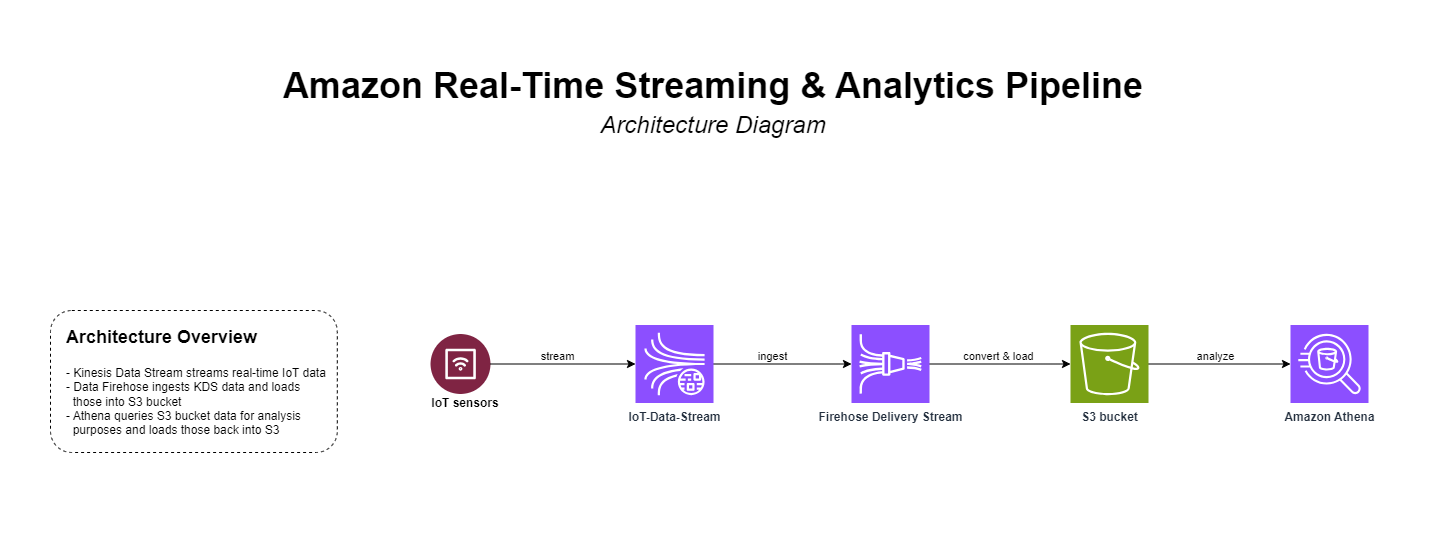 Amazon Real-Time Streaming & Analytics Pipeline
Architecture Diagram
Architecture Overview
- Kinesis Data Stream streams real-time IoT data
- Data Firehose ingests KDS data and loads
those into S3 bucket
- Athena queries S3 bucket data for analysis
purposes and loads those back into S3
stream
ingest
convert & load
analyze
IoT sensors
IoT-Data-Stream
Firehose Delivery Stream
S3 bucket
Amazon Athena